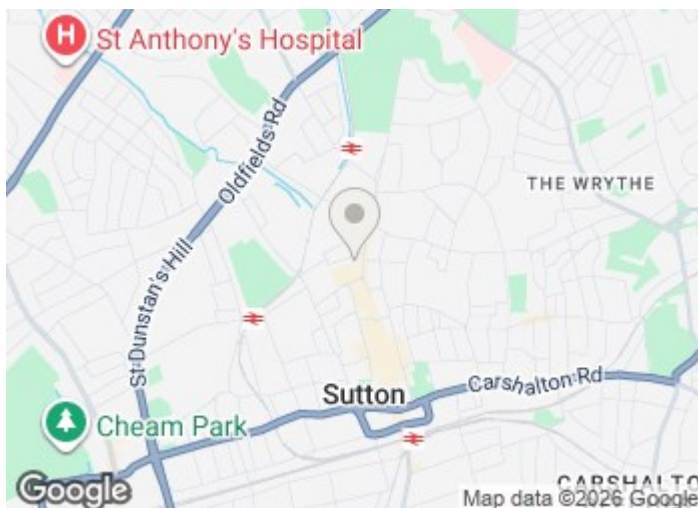 H
St Anthony's Hospital
Oldfields Rd
THE WRYTHE
St Dunstan's Hill
Sutton
Carshalton Rd
Cheam Park
CARSHALTO
Google
Map data ©2026 Google